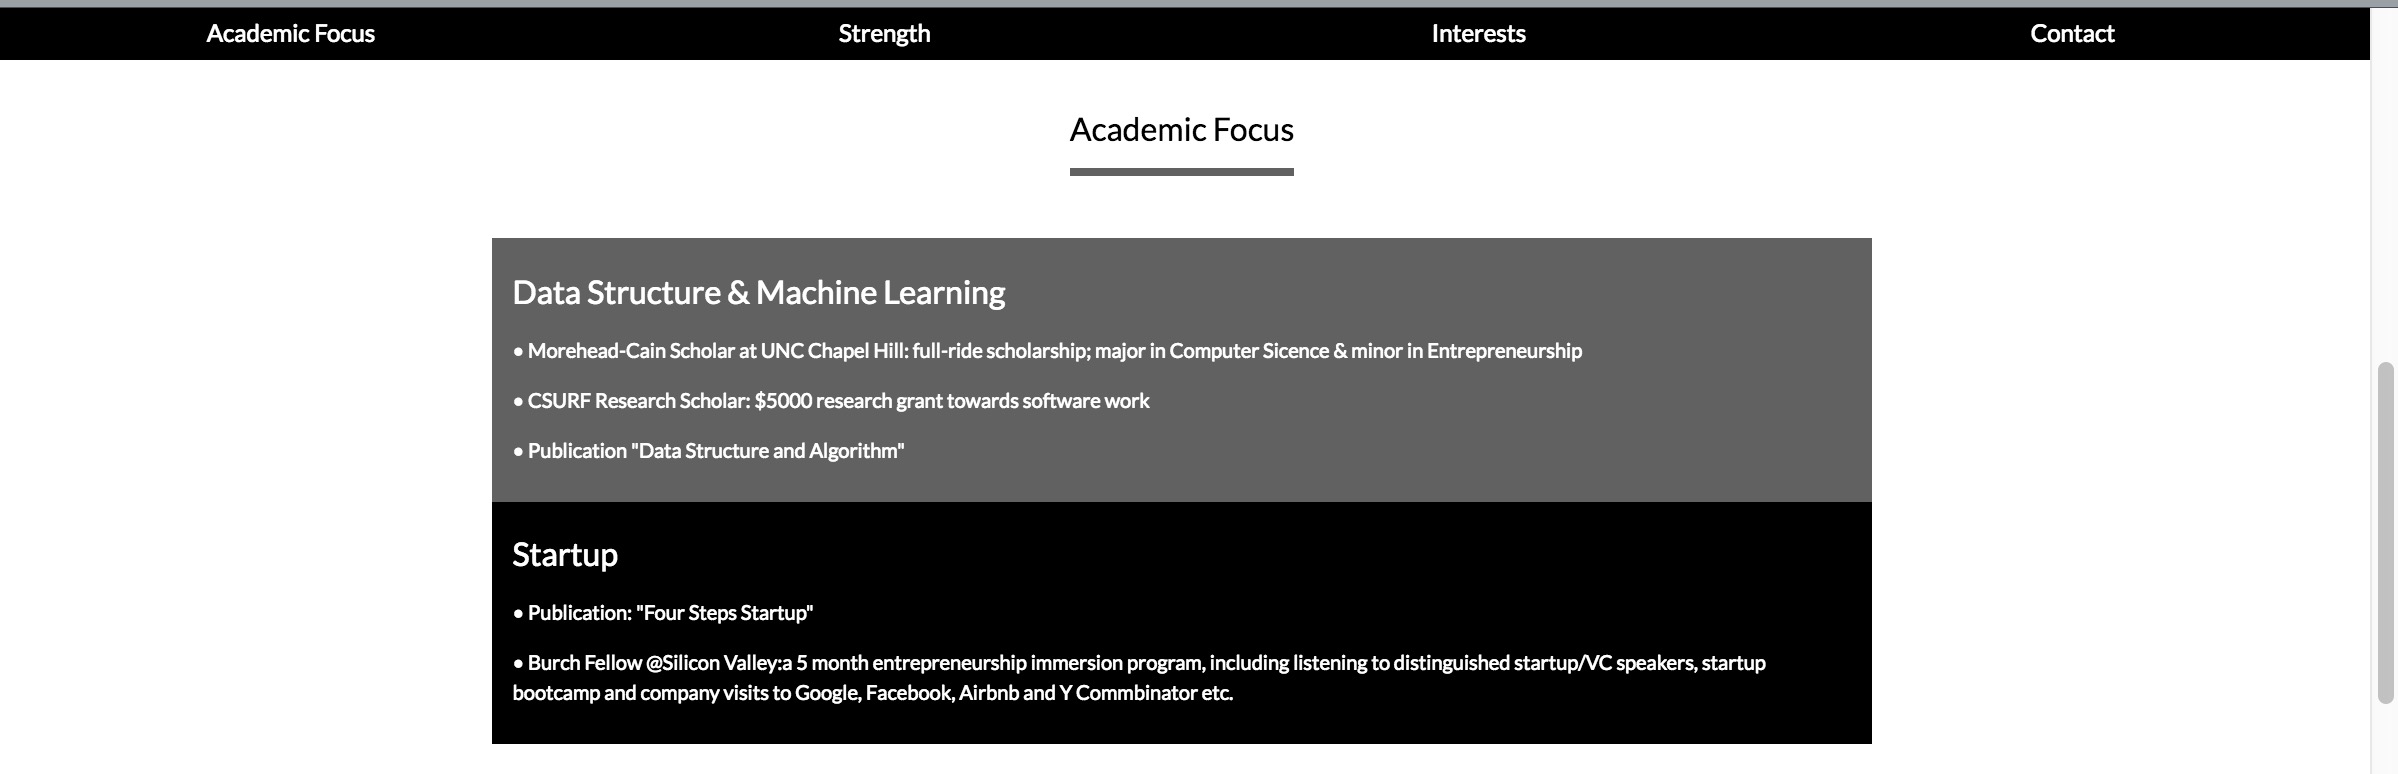 Academic Focus Strength Interests Contact
Academic Focus
Data Structure & Machine Learning
• Morehead-Cain Scholar at UNC Chapel Hill: full-ride scholarship; major in Computer Sicence & minor in Entrepreneurship
• CSURF Research Scholar: $5000 research grant towards software work
• Publication "Data Structure and Algorithm"
Startup
• Publication: "Four Steps Startup"
• Burch Fellow @Silicon Valley:a 5 month entrepreneurship immersion program, including listening to distinguished startup/VC speakers, startup
bootcamp and company visits to Google, Facebook, Airbnb and Y Commbinator etc.